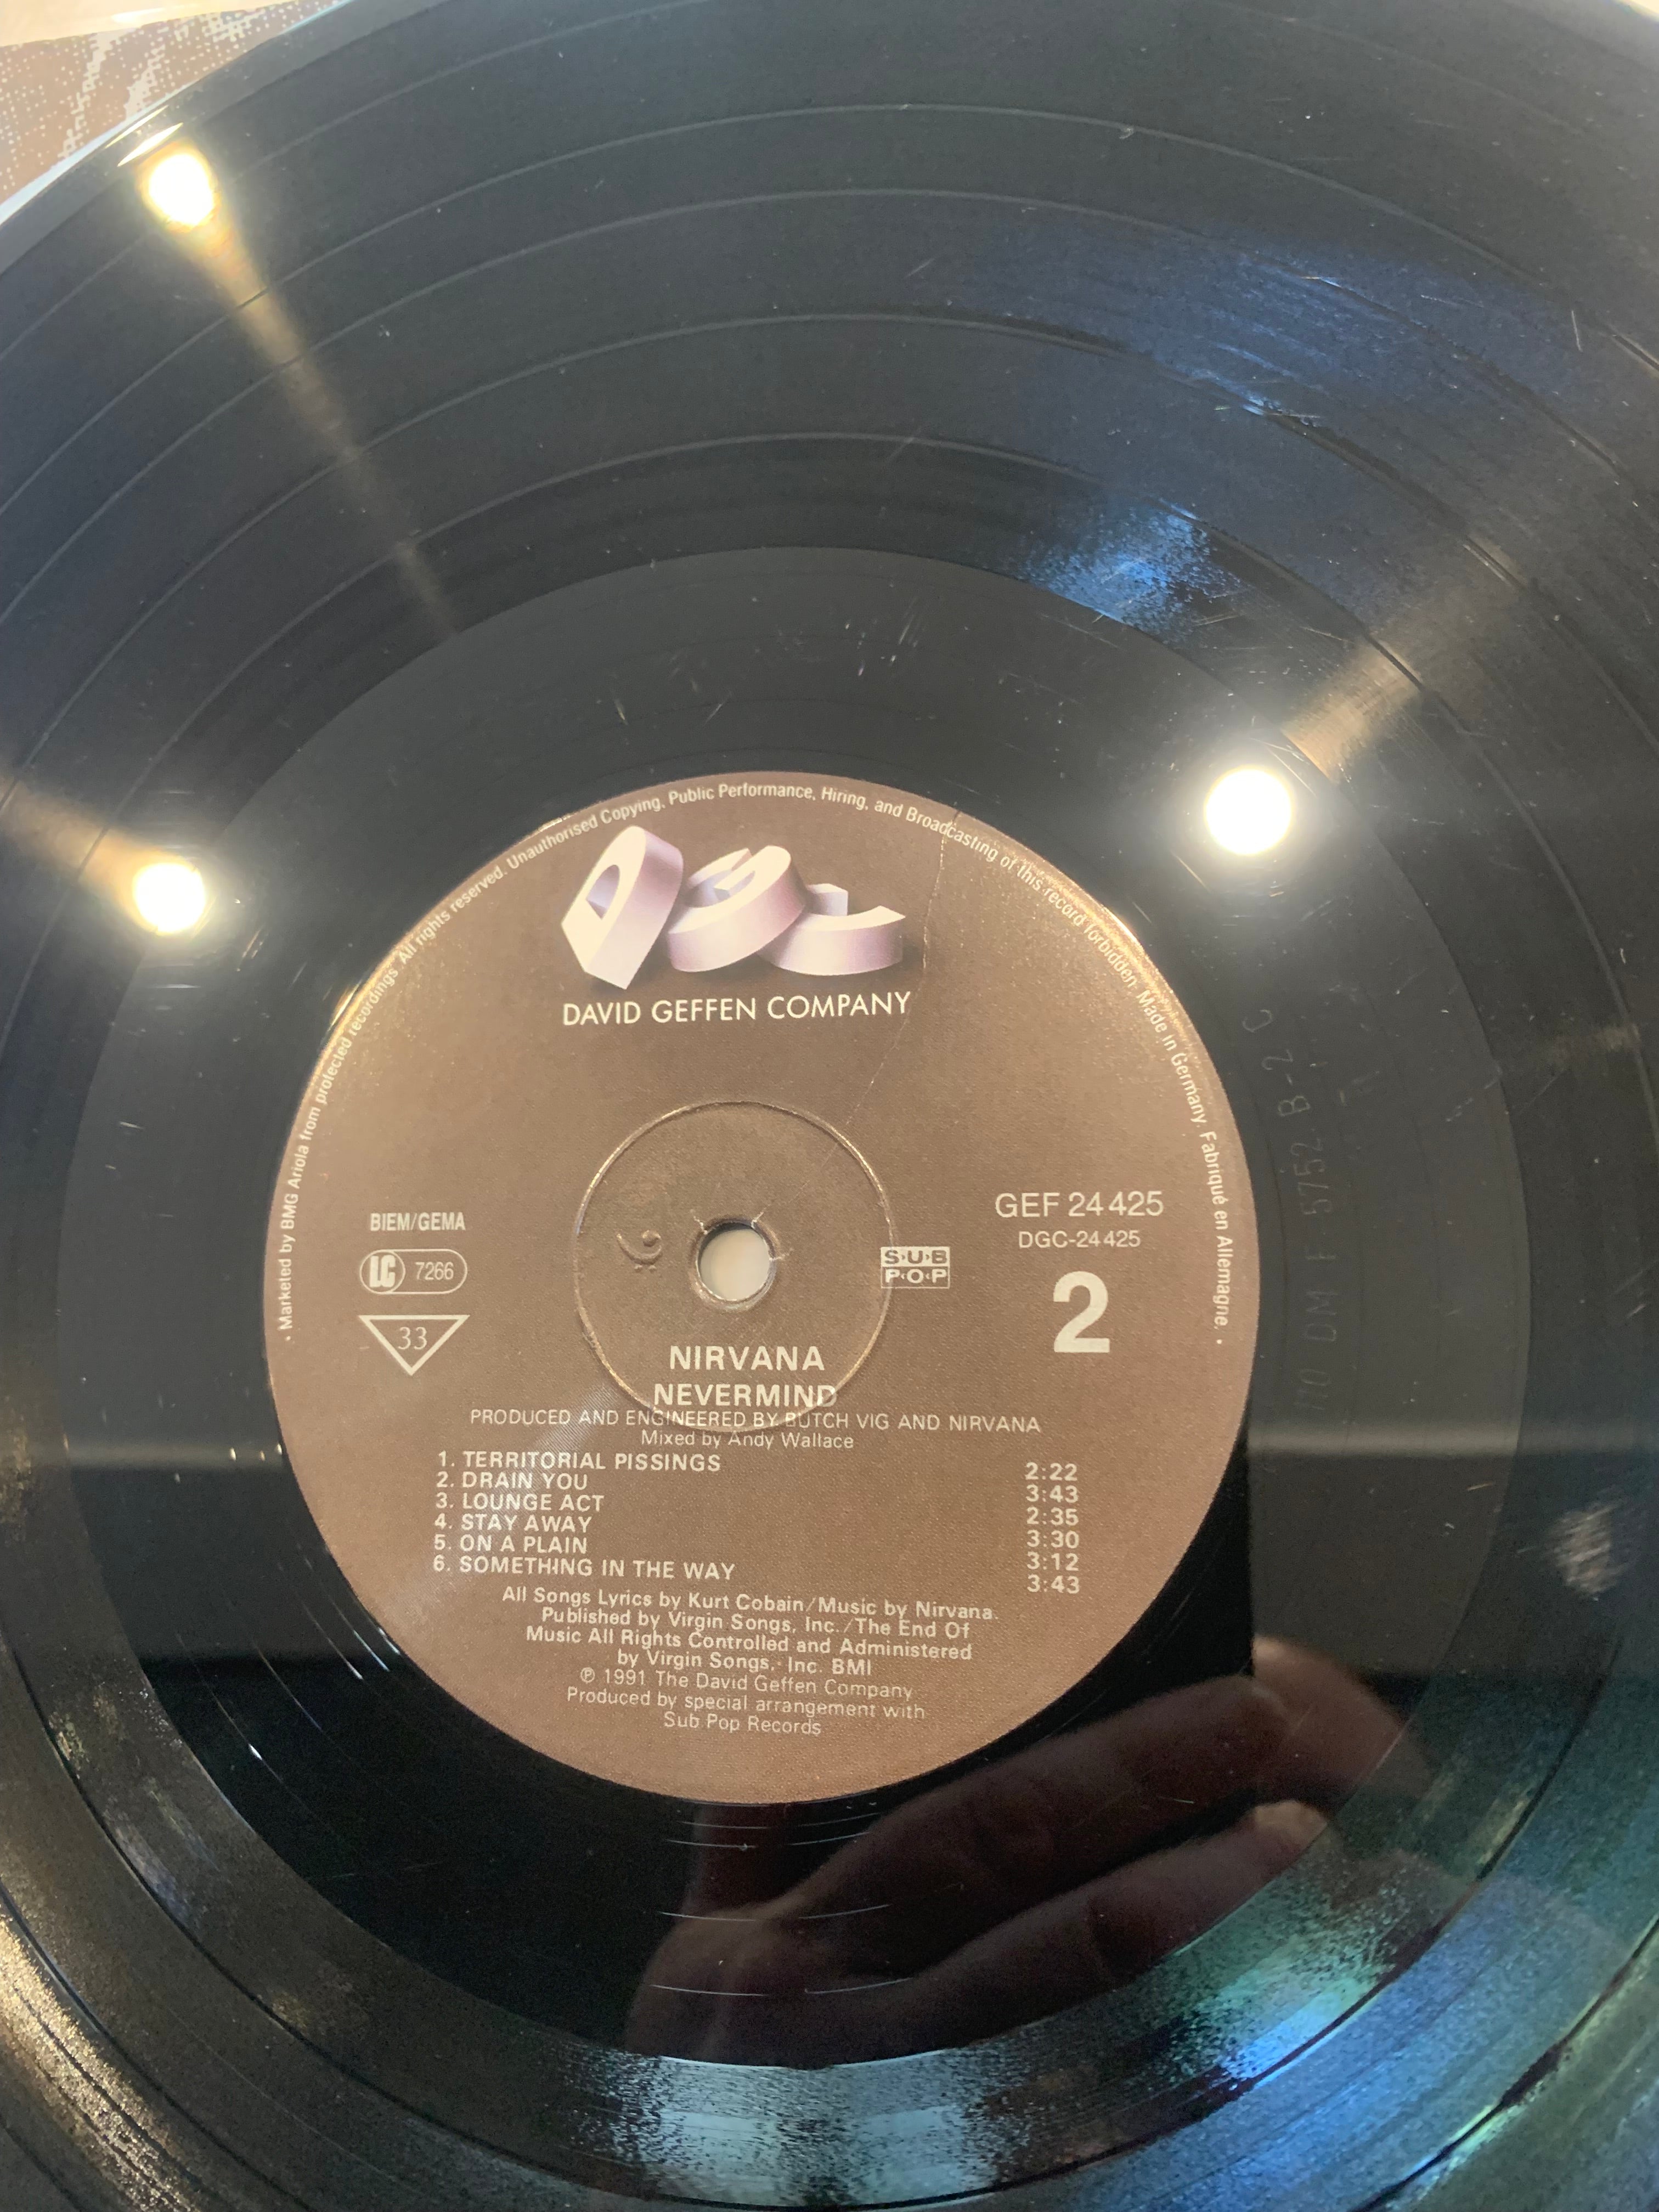 • Marketed by BMG Ariola from protected recordings. All rights reserved. Unauthorised Copying, Public Performance, Hiring, and Broadcasting of this record forbidden. Made in Germany. Fabriqué en Allemagne. •
DGC
DAVID GEFFEN COMPANY
BIEM/GEMA
LC 7266
33
GEF 24 425
DGC-24 425
SUB
POP
2
NIRVANA
NEVERMIND
PRODUCED AND ENGINEERED BY BUTCH VIG AND NIRVANA
Mixed by Andy Wallace
1. TERRITORIAL PISSINGS 2:22
2. DRAIN YOU 3:43
3. LOUNGE ACT 2:35
4. STAY AWAY 3:30
5. ON A PLAIN 3:12
6. SOMETHING IN THE WAY 3:43
All Songs Lyrics by Kurt Cobain/Music by Nirvana.
Published by Virgin Songs, Inc./The End Of
Music All Rights Controlled and Administered
by Virgin Songs, Inc. BMI
℗ 1991 The David Geffen Company
Produced by special arrangement with
Sub Pop Records